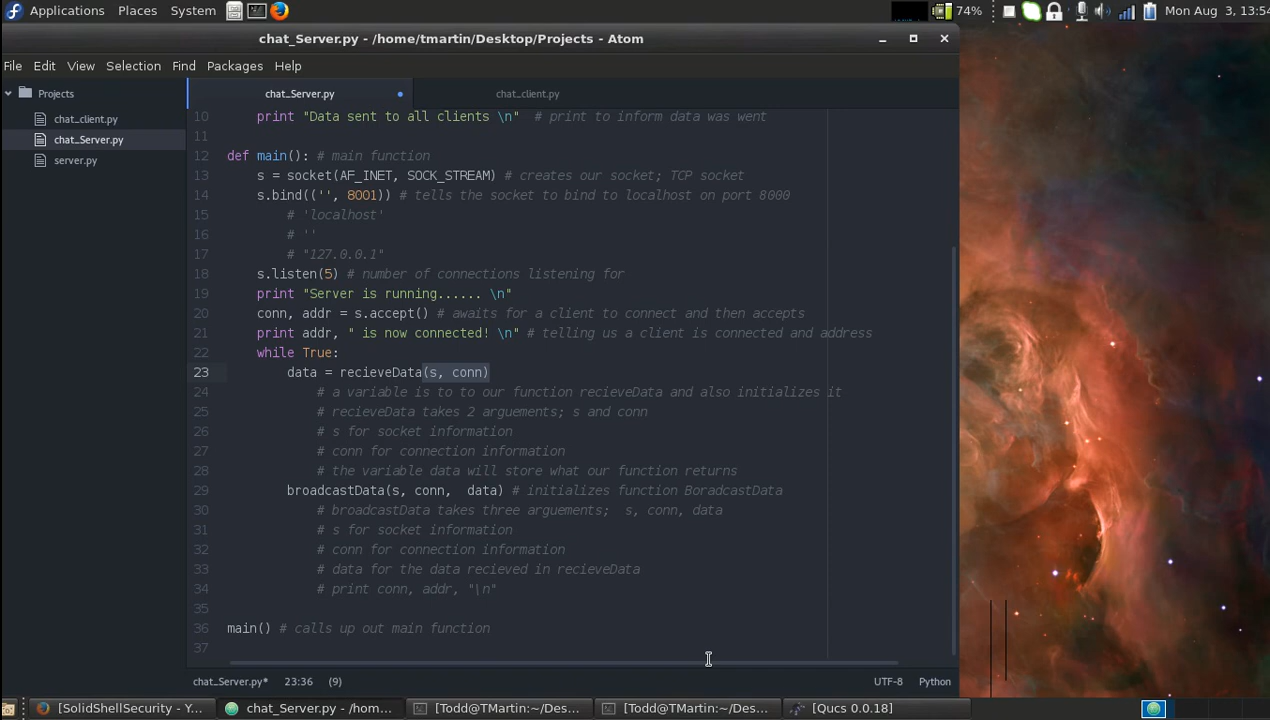 Applications Places System 74% Mon Aug 3, 13:54
chat_Server.py - /home/tmartin/Desktop/Projects - Atom
File Edit View Selection Find Packages Help
Projects
chat_client.py
chat_Server.py
server.py
chat_Server.py chat_client.py
10 print "Data sent to all clients \n" # print to inform data was went
11
12 def main(): # main function
13 s = socket(AF_INET, SOCK_STREAM) # creates our socket; TCP socket
14 s.bind(('', 8001)) # tells the socket to bind to localhost on port 8000
15 # 'localhost'
16 # ''
17 # "127.0.0.1"
18 s.listen(5) # number of connections listening for
19 print "Server is running...... \n"
20 conn, addr = s.accept() # awaits for a client to connect and then accepts
21 print addr, " is now connected! \n" # telling us a client is connected and address
22 while True:
23 data = recieveData(s, conn)
24 # a variable is to to our function recieveData and also initializes it
25 # recieveData takes 2 arguements; s and conn
26 # s for socket information
27 # conn for connection information
28 # the variable data will store what our function returns
29 broadcastData(s, conn,  data) # initializes function BoradcastData
30 # broadcastData takes three arguements;  s, conn, data
31 # s for socket information
32 # conn for connection information
33 # data for the data recieved in recieveData
34 # print conn, addr, "\n"
35
36 main() # calls up out main function
37
chat_Server.py* 23:36 (9) UTF-8 Python
[SolidShellSecurity - Y... chat_Server.py - /hom... [Todd@TMartin:~/Des... [Todd@TMartin:~/Des... [Qucs 0.0.18]